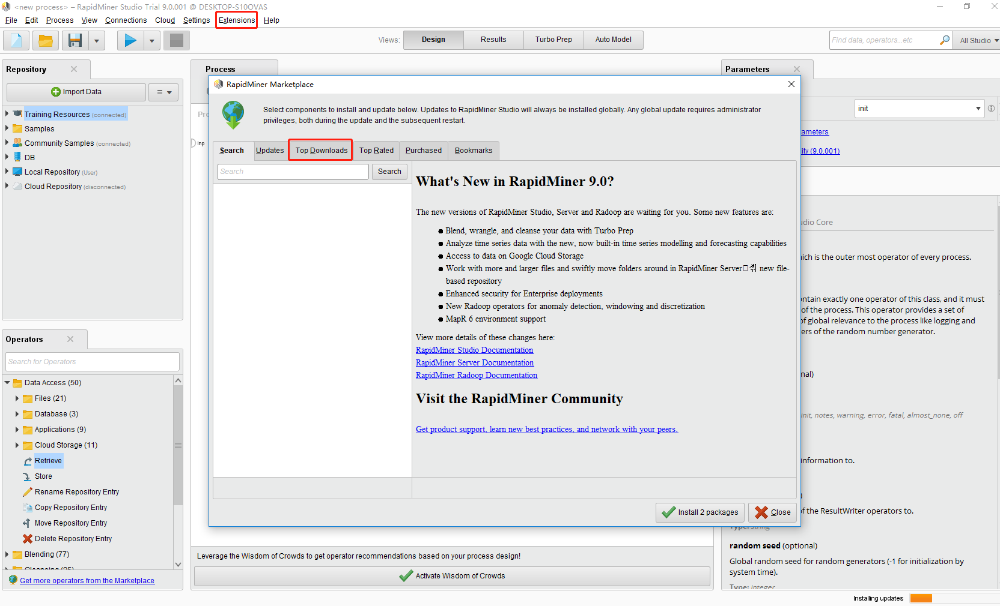 <new process> – RapidMiner Studio Trial 9.0.001 @ DESKTOP-S10OVAS
File Edit Process View Connections Cloud Settings Extensions Help
Views: Design Results Turbo Prep Auto Model
Find data, operators...etc
All Studio
Repository
Import Data
Training Resources (connected)
Samples
Community Samples (connected)
DB
Local Repository (User)
Cloud Repository (disconnected)
Operators
Search for Operators
Data Access (50)
Files (21)
Database (3)
Applications (9)
Cloud Storage (11)
Retrieve
Store
Rename Repository Entry
Copy Repository Entry
Move Repository Entry
Delete Repository Entry
Blending (77)
Cleansing (25)
Get more operators from the Marketplace
Process
inp
RapidMiner Marketplace
Select components to install and update below. Updates to RapidMiner Studio will always be installed globally. Any global update requires administrator
privileges, both during the update and the subsequent restart.
Search Updates Top Downloads Top Rated Purchased Bookmarks
Search
Search
What's New in RapidMiner 9.0?
The new versions of RapidMiner Studio, Server and Radoop are waiting for you. Some new features are:
Blend, wrangle, and cleanse your data with Turbo Prep
Analyze time series data with the new, now built-in time series modelling and forecasting capabilities
Access to data on Google Cloud Storage
Work with more and larger files and swiftly move folders around in RapidMiner Server new file-
based repository
Enhanced security for Enterprise deployments
New Radoop operators for anomaly detection, windowing and discretization
MapR 6 environment support
View more details of these changes here:
RapidMiner Studio Documentation
RapidMiner Server Documentation
RapidMiner Radoop Documentation
Visit the RapidMiner Community
Get product support, learn new best practices, and network with your peers.
Install 2 packages
Close
Leverage the Wisdom of Crowds to get operator recommendations based on your process design!
Activate Wisdom of Crowds
Parameters
init
ameters
ity (9.0.001)
dio Core
ich is the outer most operator of every process.
ntain exactly one operator of this class, and it must
of the process. This operator provides a set of
of global relevance to the process like logging and
ers of the random number generator.
nal)
init, notes, warning, error, fatal, almost_none, off
information to.
)
of the ResultWriter operators to.
Type: string
random seed (optional)
Global random seed for random generators (-1 for initialization by
system time).
Type: integer
Installing updates